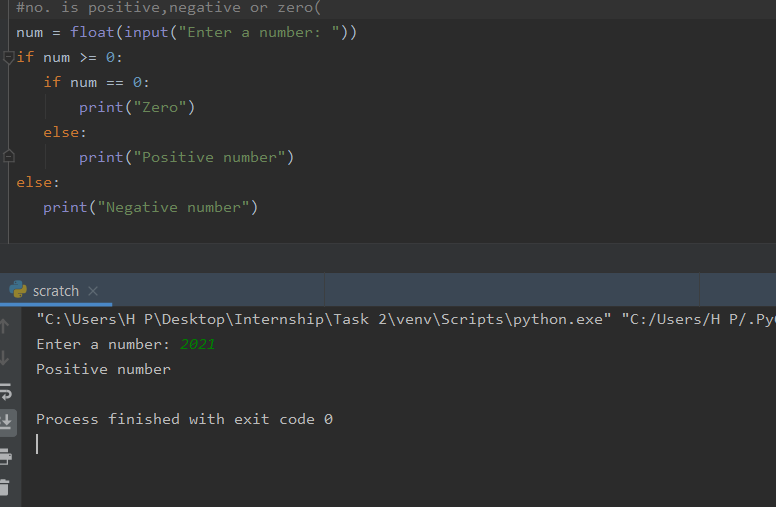 #no. is positive,negative or zero(
num = float(input("Enter a number: "))
if num >= 0:
if num == 0:
print("Zero")
else:
print("Positive number")
else:
print("Negative number")
scratch
"C:\Users\H P\Desktop\Internship\Task 2\venv\Scripts\python.exe" "C:/Users/H P/.Py
Enter a number: 2021
Positive number
Process finished with exit code 0